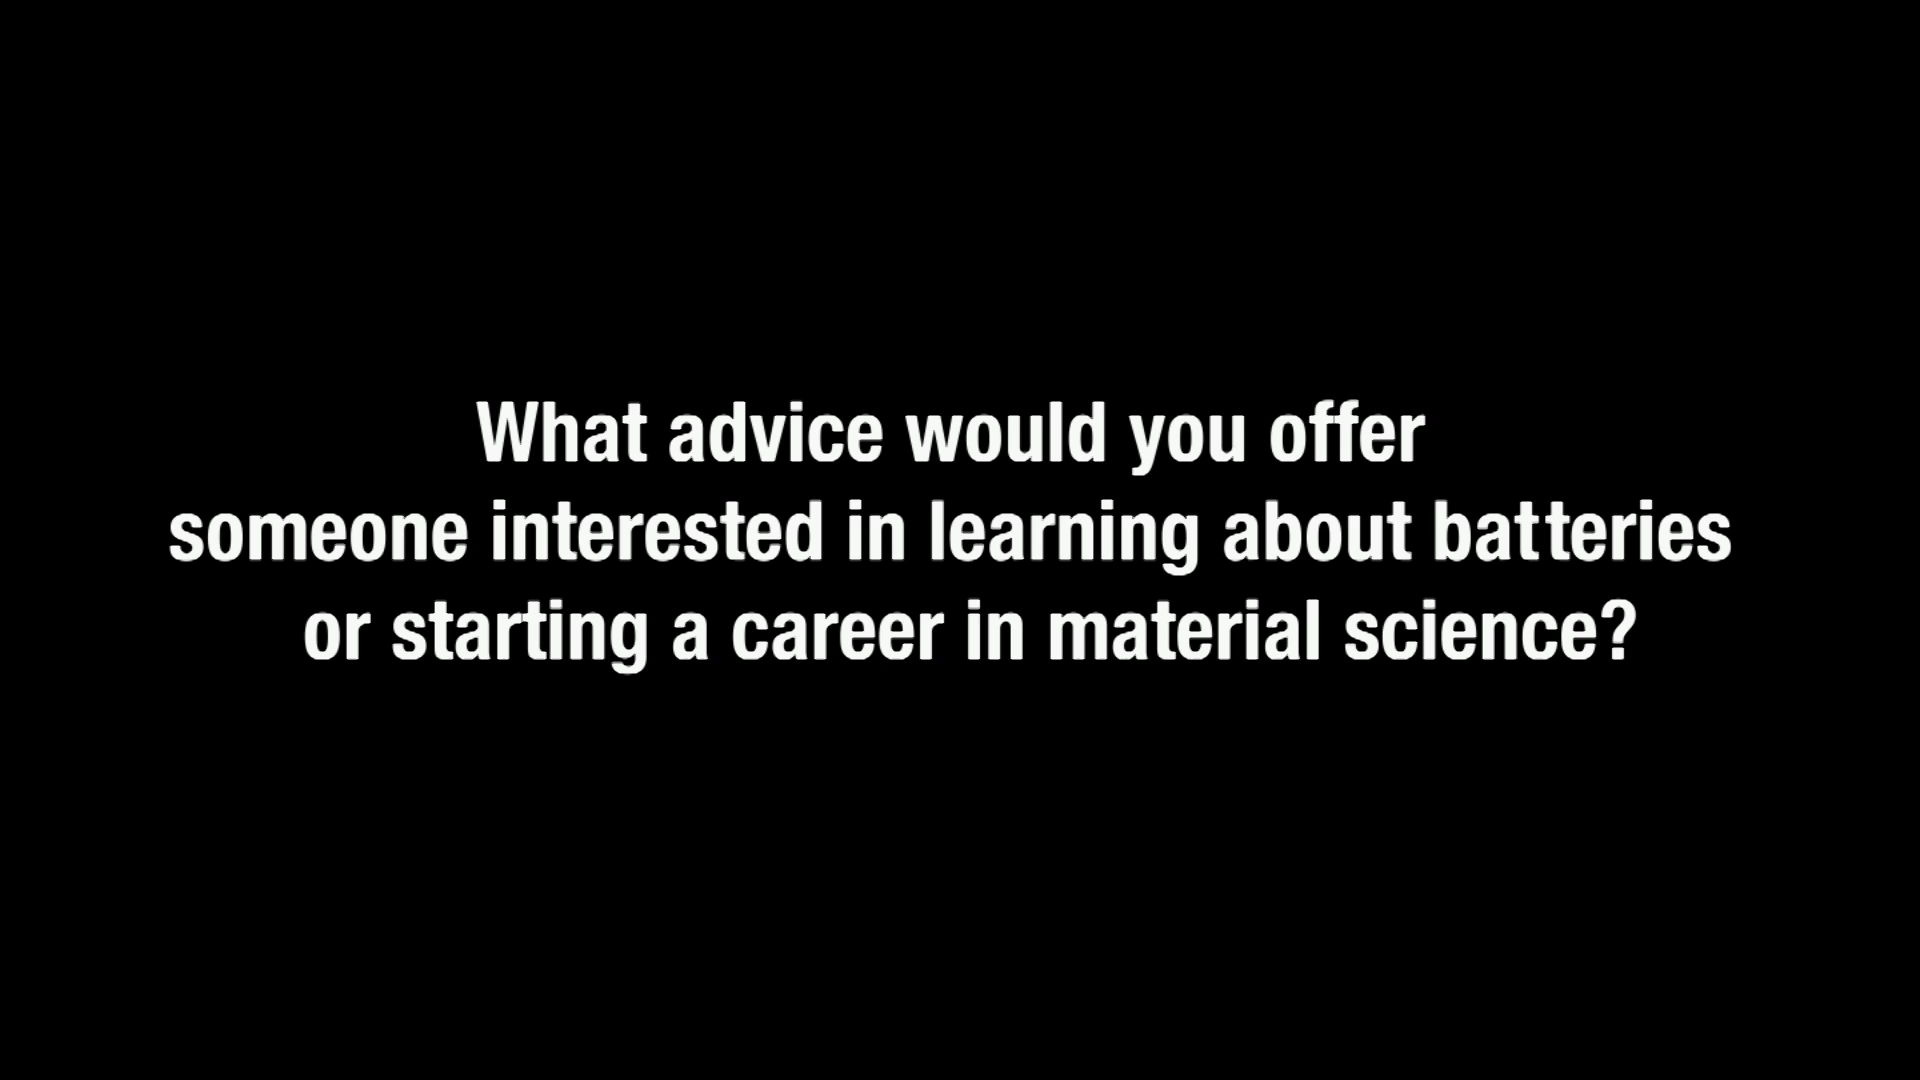 What advice would you offer
someone interested in learning about batteries
or starting a career in material science?